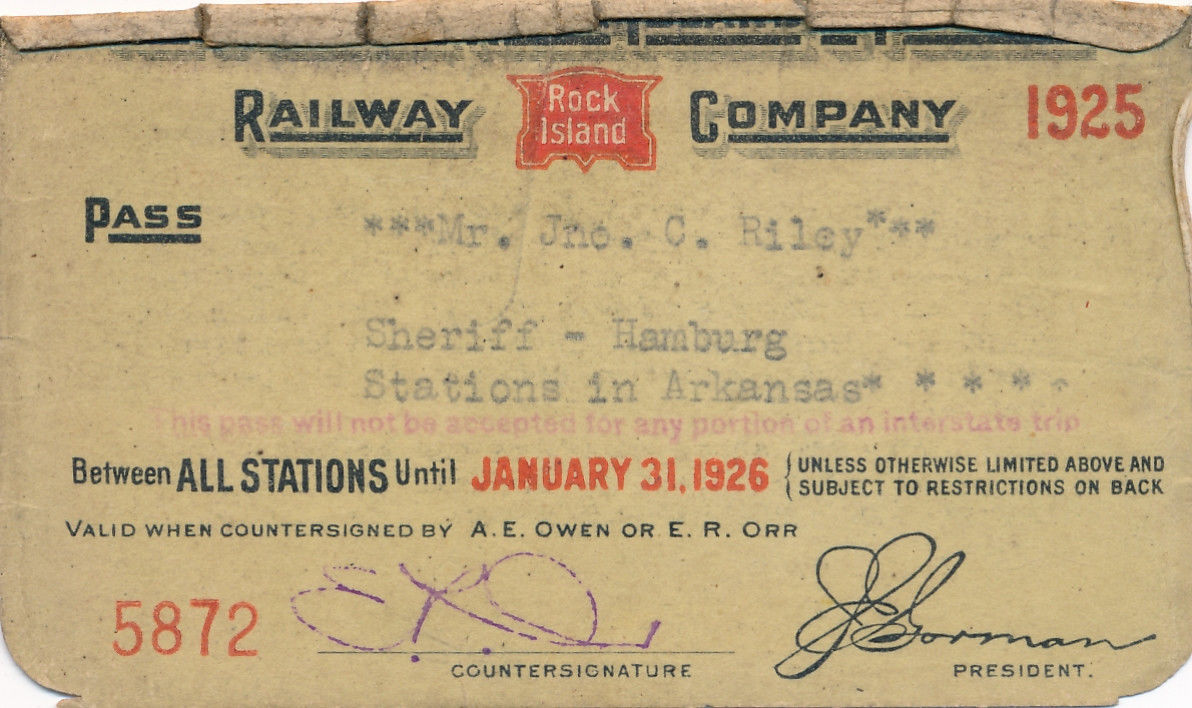 RAILWAY Rock Island COMPANY 1925
PASS ***Mr. Jno. C. Riley***
Sheriff - Hamburg
Stations in Arkansas* * * * *
This pass will not be accepted for any portion of an interstate trip
Between ALL STATIONS Until JANUARY 31, 1926 { UNLESS OTHERWISE LIMITED ABOVE AND
SUBJECT TO RESTRICTIONS ON BACK
VALID WHEN COUNTERSIGNED BY A. E. OWEN OR E. R. ORR
5872
J E Gorman
COUNTERSIGNATURE PRESIDENT.